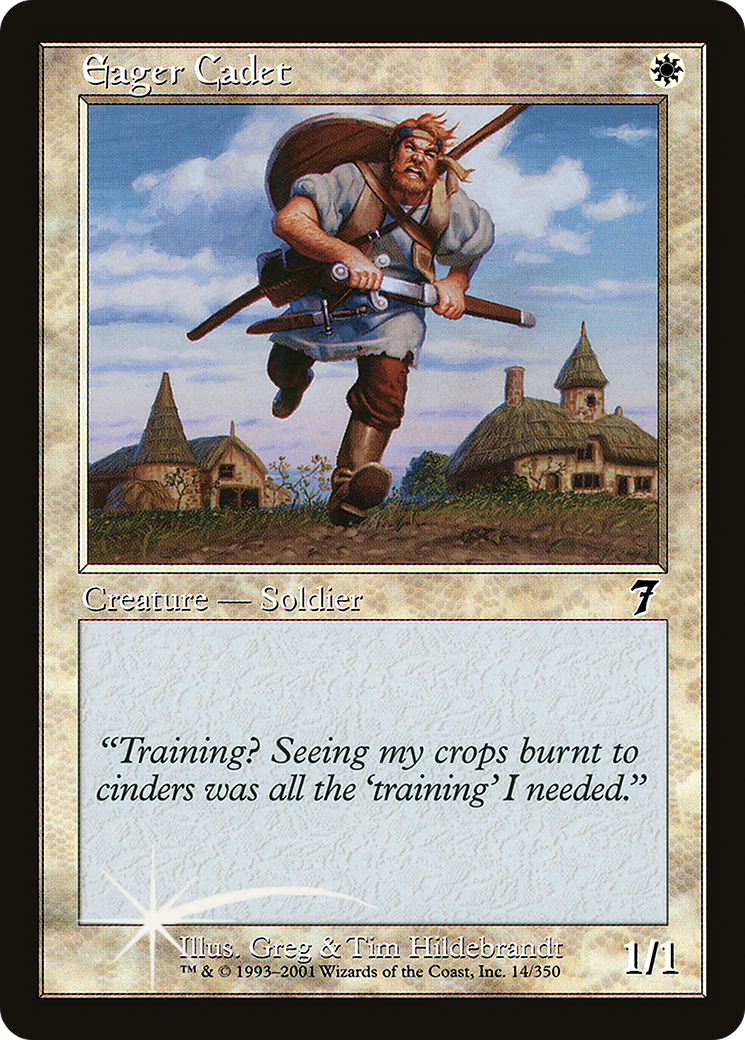 Eager Cadet
Creature — Soldier
7
“Training? Seeing my crops burnt to
cinders was all the ‘training’ I needed.”
Illus. Greg & Tim Hildebrandt
™ & © 1993–2001 Wizards of the Coast, Inc. 14/350
1/1